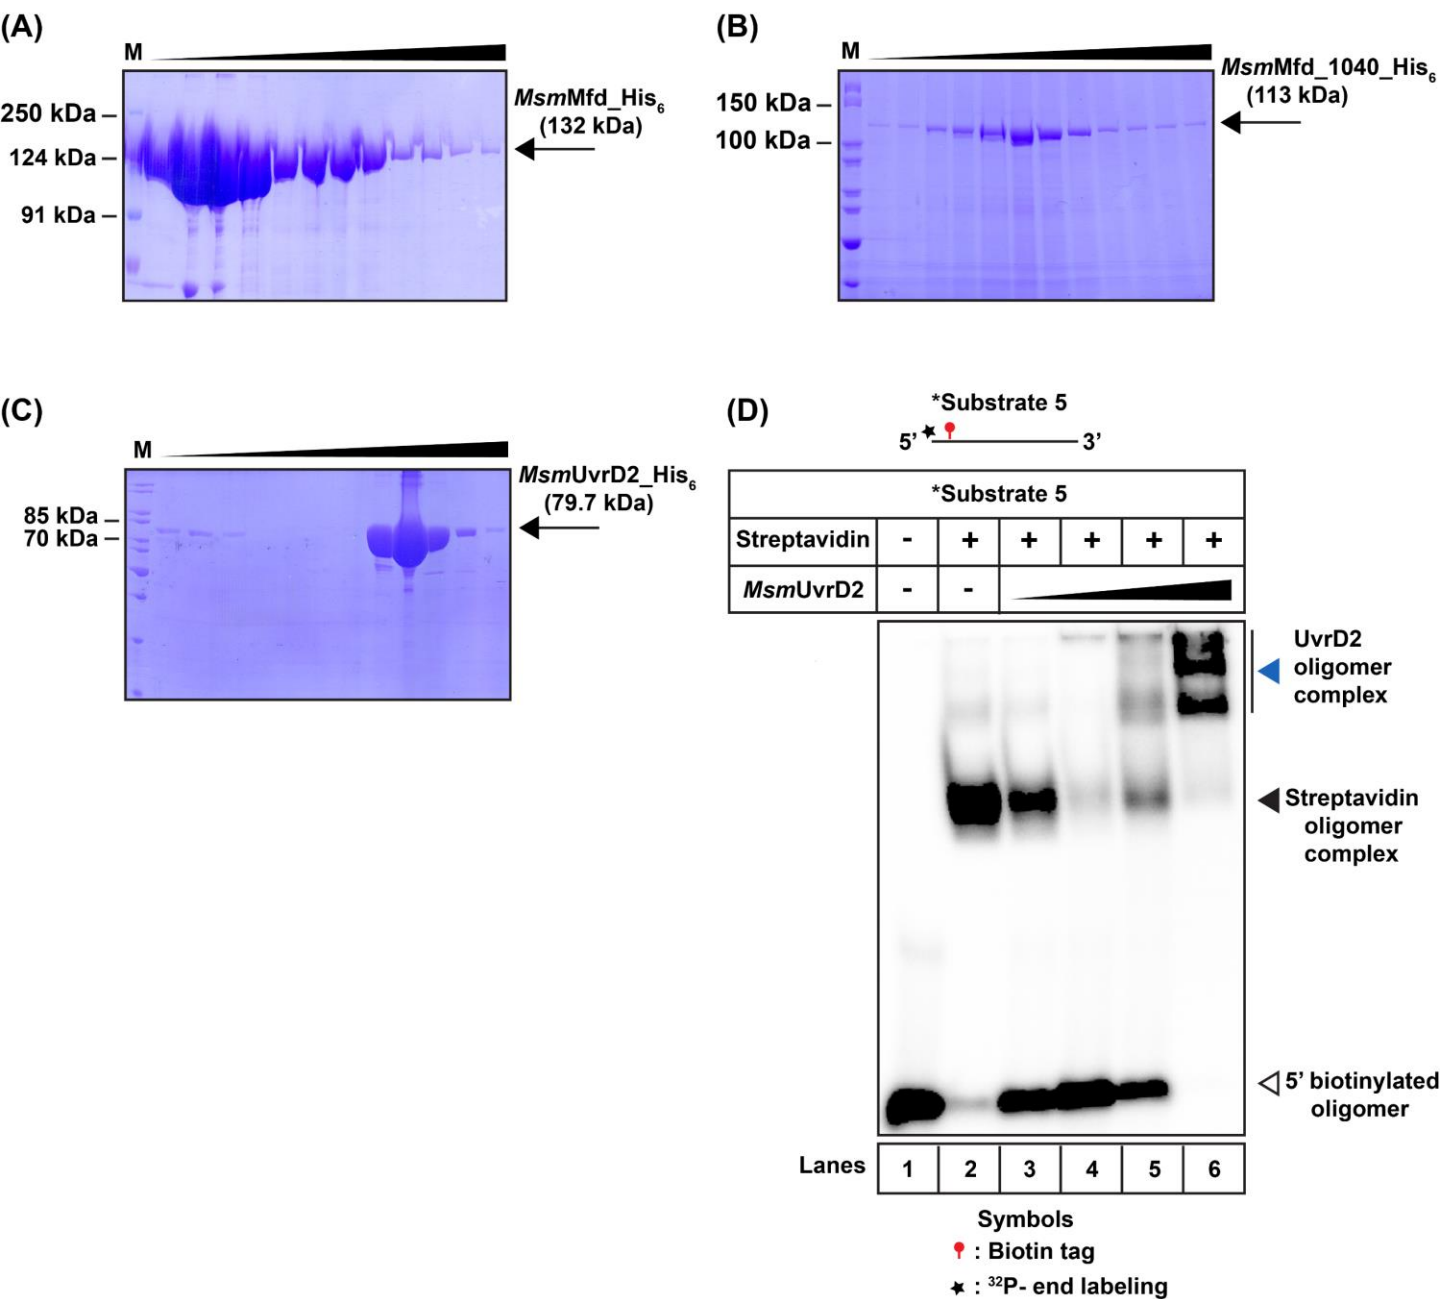 (A)
M
250 kDa
124 kDa
91 kDa
MsmMfd_His6
(132 kDa)
(B)
M
150 kDa
100 kDa
MsmMfd_1040_His6
(113 kDa)
(C)
M
85 kDa
70 kDa
MsmUvrD2_His6
(79.7 kDa)
(D)
*Substrate 5
5’ 3’
*Substrate 5
Streptavidin - + + + + +
MsmUvrD2 - -
UvrD2
oligomer
complex
Streptavidin
oligomer
complex
5’ biotinylated
oligomer
Lanes 1 2 3 4 5 6
Symbols
: Biotin tag
: 32P- end labeling